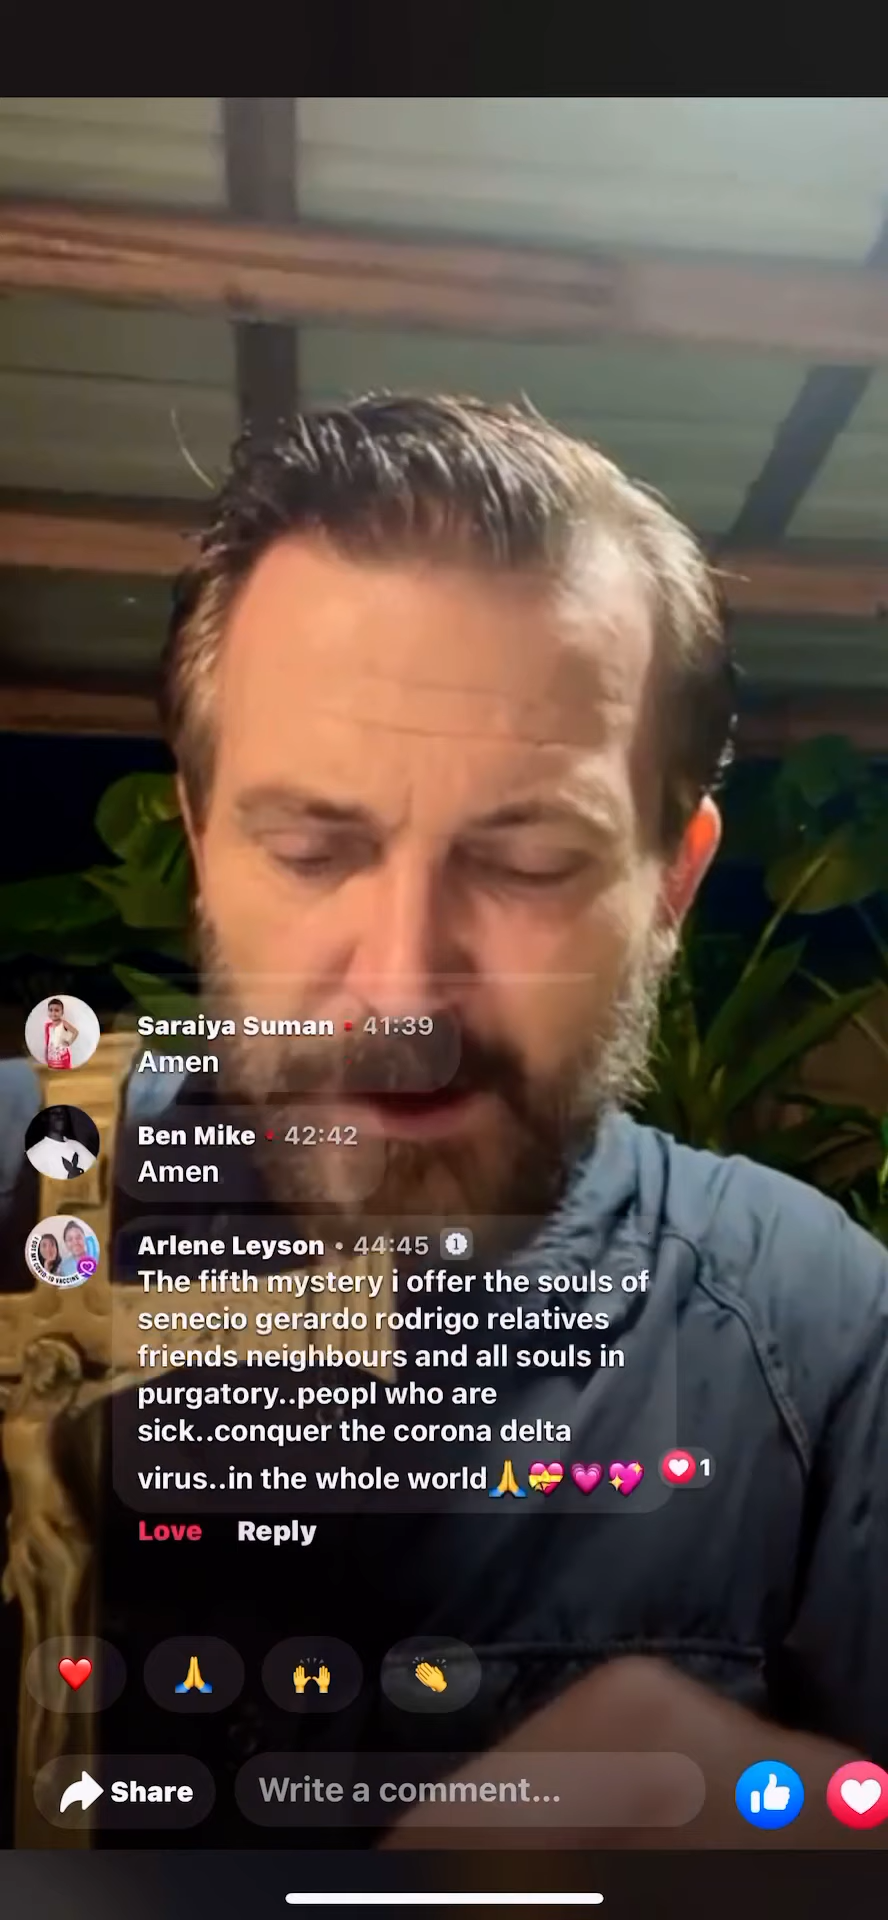 Saraiya Suman • 41:39
Amen
Ben Mike • 42:42
Amen
Arlene Leyson • 44:45 1
The fifth mystery i offer the souls of
senecio gerardo rodrigo relatives
friends neighbours and all souls in
purgatory..peopl who are
sick..conquer the corona delta
virus..in the whole world🙏💝💗💖
1
Love Reply
Share
Write a comment...